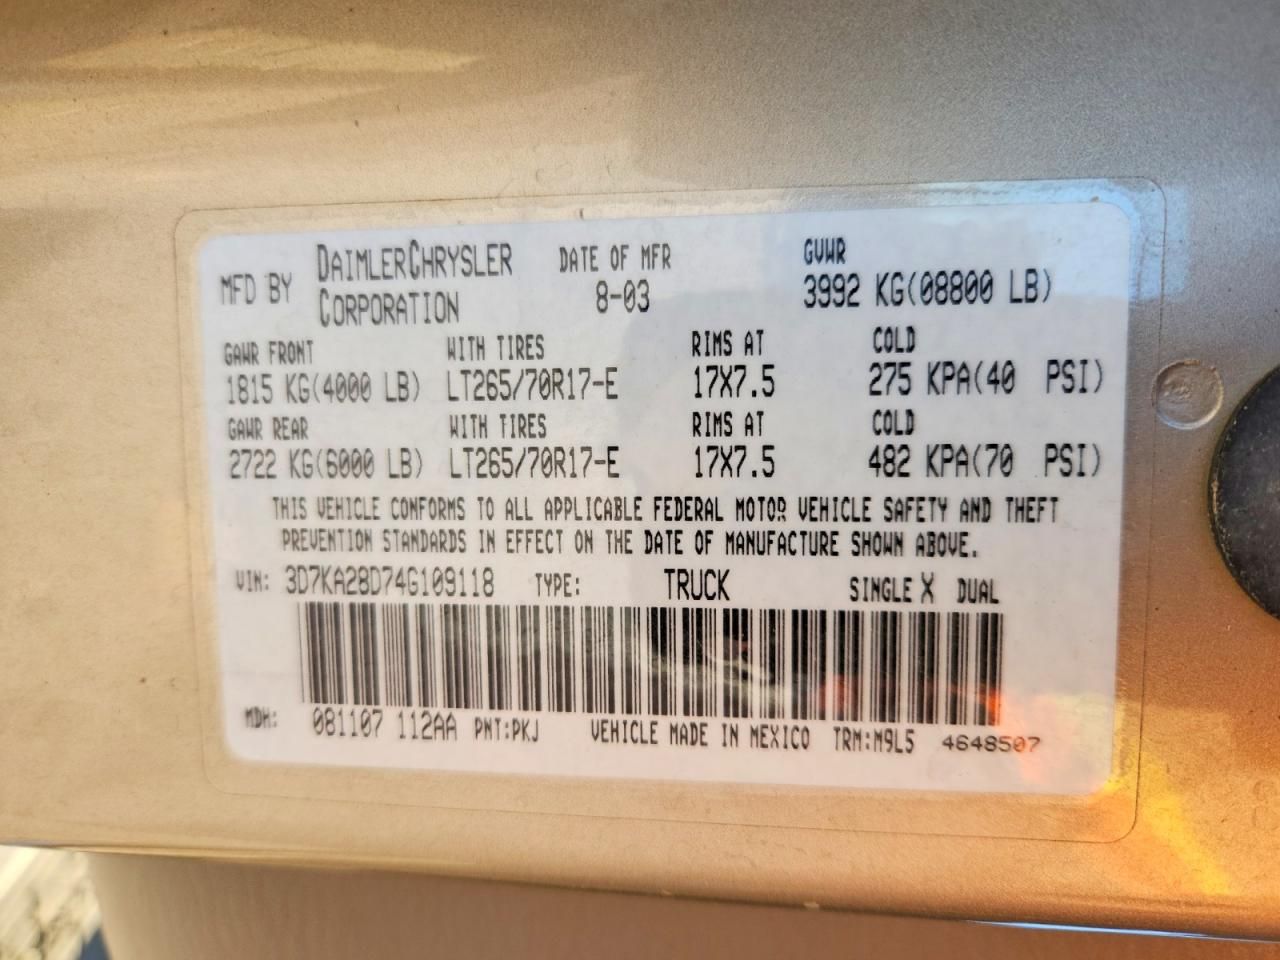 MFD BY DAIMLERCHRYSLER CORPORATION DATE OF MFR 8-03 GVWR 3992 KG(08800 LB)
GAWR FRONT WITH TIRES RIMS AT COLD
1815 KG(4000 LB) LT265/70R17-E 17X7.5 275 KPA(40 PSI)
GAWR REAR WITH TIRES RIMS AT COLD
2722 KG(6000 LB) LT265/70R17-E 17X7.5 482 KPA(70 PSI)
THIS VEHICLE CONFORMS TO ALL APPLICABLE FEDERAL MOTOR VEHICLE SAFETY AND THEFT
PREVENTION STANDARDS IN EFFECT ON THE DATE OF MANUFACTURE SHOWN ABOVE.
VIN: 3D7KA28D74G109118 TYPE: TRUCK SINGLE X DUAL
MDH: 081107 112AA PNT:PKJ VEHICLE MADE IN MEXICO TRM:M9L5 4648507